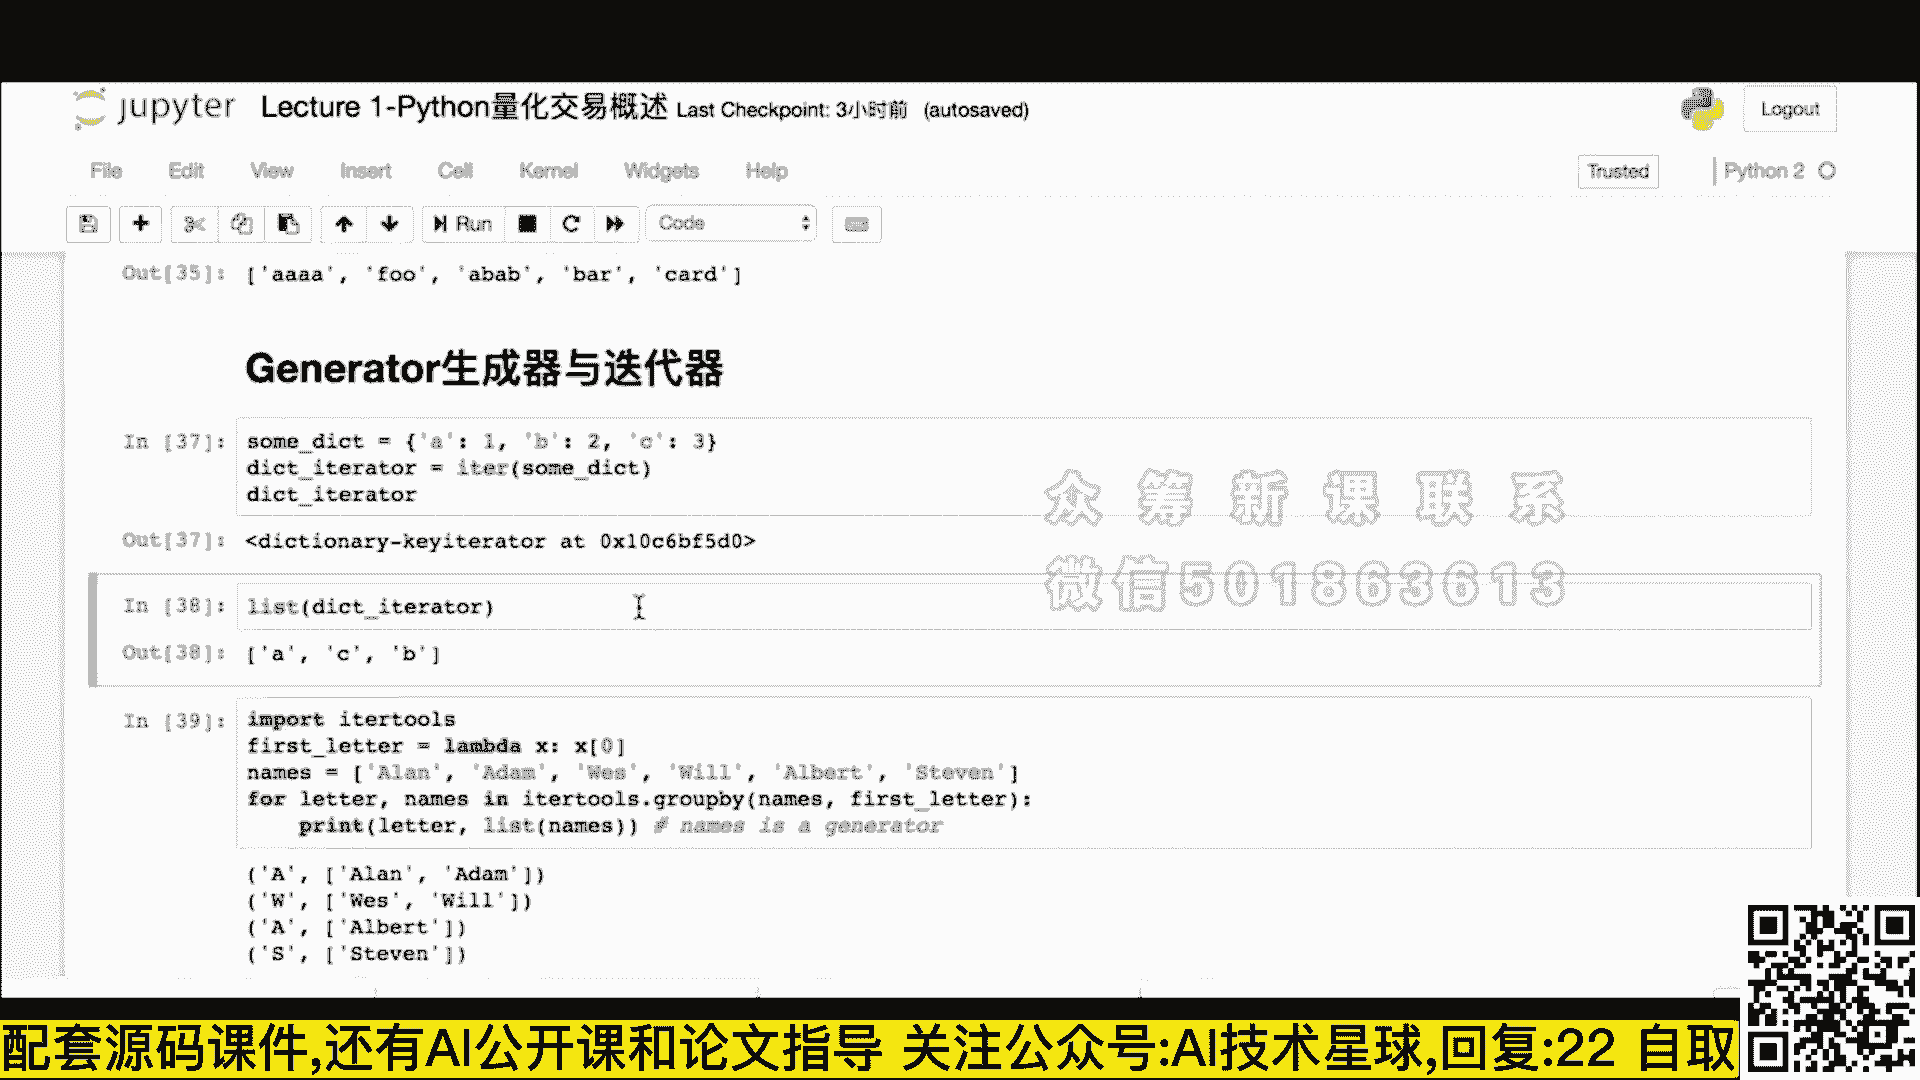 jupyter Lecture 1-Python量化交易概述 Last Checkpoint: 3小时前 (autosaved) Logout
File Edit View Insert Cell Kernel Widgets Help Trusted Python 2
Run Code
Out[35]: ['aaaa', 'foo', 'abab', 'bar', 'card']
Generator生成器与迭代器
In [37]: some_dict = {'a': 1, 'b': 2, 'c': 3}
dict_iterator = iter(some_dict)
dict_iterator
Out[37]: <dictionary-keyiterator at 0x10c6bf5d0>
众筹新课联系
微信501863613
In [38]: list(dict_iterator)
Out[38]: ['a', 'c', 'b']
In [39]: import itertools
first_letter = lambda x: x[0]
names = ['Alan', 'Adam', 'Wes', 'Will', 'Albert', 'Steven']
for letter, names in itertools.groupby(names, first_letter):
print(letter, list(names)) # names is a generator
('A', ['Alan', 'Adam'])
('W', ['Wes', 'Will'])
('A', ['Albert'])
('S', ['Steven'])
配套源码课件,还有AI公开课和论文指导 关注公众号:AI技术星球,回复:22 自取